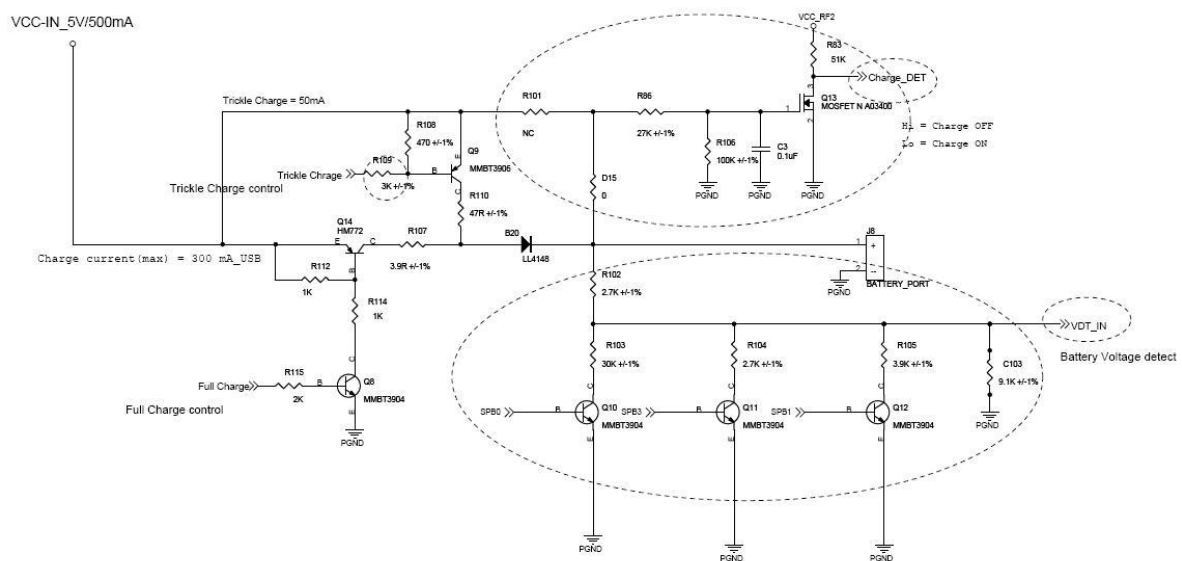 VCC-IN_5V/500mA
VCC_RF2
R83
51K
Charge_DET
Trickle Charge = 50mA
R101
NC
R86
27K +/-1%
3
Q13
MOSFET N A03400
1
2
Hi = Charge OFF
Lo = Charge ON
R108
470 +/-1%
Q9
MMBT3906
E
B
C
R106
100K +/-1%
C3
0.1uF
PGND
PGND
PGND
Trickle Chrage
R109
3K +/-1%
Trickle Charge control
R110
47R +/-1%
D15
0
Q14
HM772
E
C
B
R107
3.9R +/-1%
B20
LL4148
J8
1
+
2
--
BATTERY_PORT
PGND
Charge current(max) = 300 mA_USB
R112
1K
R114
1K
R102
2.7K +/-1%
VDT_IN
Battery Voltage detect
R103
30K +/-1%
R104
2.7K +/-1%
R105
3.9K +/-1%
C103
9.1K +/-1%
PGND
Full Charge
R115
2K
B
C
Q8
MMBT3904
E
PGND
Full Charge control
SPB0
B
C
Q10
MMBT3904
E
SPB3
B
C
Q11
MMBT3904
E
SPB1
B
C
Q12
MMBT3904
E
PGND
PGND
PGND